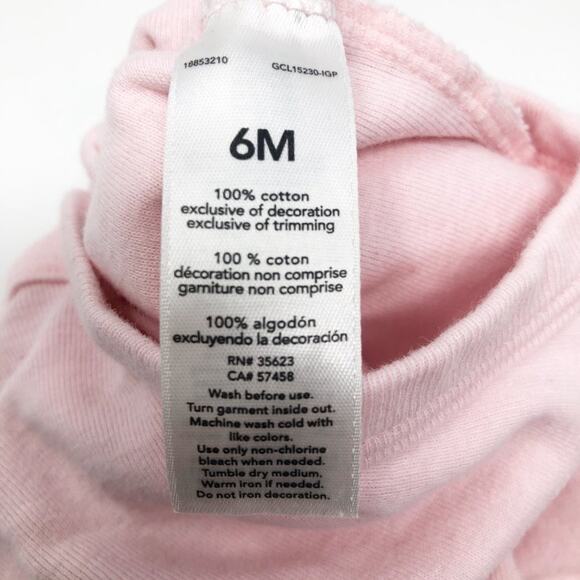 18853210 GCL15230-IGP
6M
100% cotton
exclusive of decoration
exclusive of trimming
100 % coton
décoration non comprise
garniture non comprise
100% algodón
excluyendo la decoración
RN# 35623
CA# 57458
Wash before use.
Turn garment inside out.
Machine wash cold with
like colors.
Use only non-chlorine
bleach when needed.
Tumble dry medium.
Warm iron if needed.
Do not iron decoration.